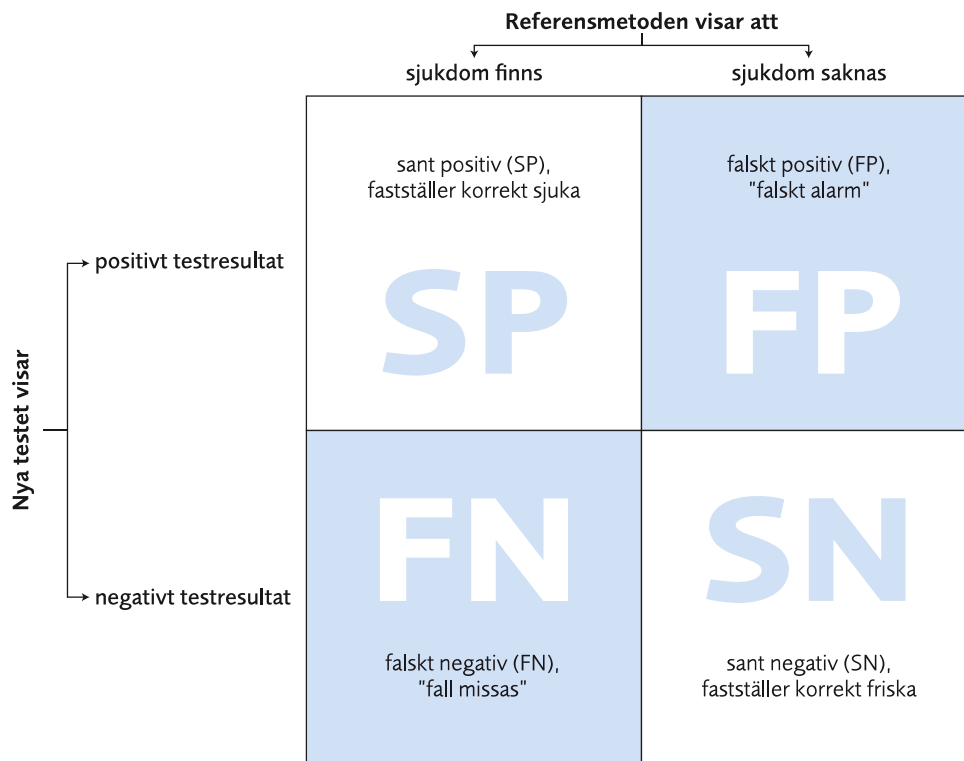 Referensmetoden visar att
sjukdom finns
sjukdom saknas
sant positiv (SP),
fastställer korrekt sjuka
falskt positiv (FP),
"falskt alarm"
Nya testet visar
positivt testresultat
SP
FP
FN
SN
negativt testresultat
falskt negativ (FN),
"fall missas"
sant negativ (SN),
fastställer korrekt friska